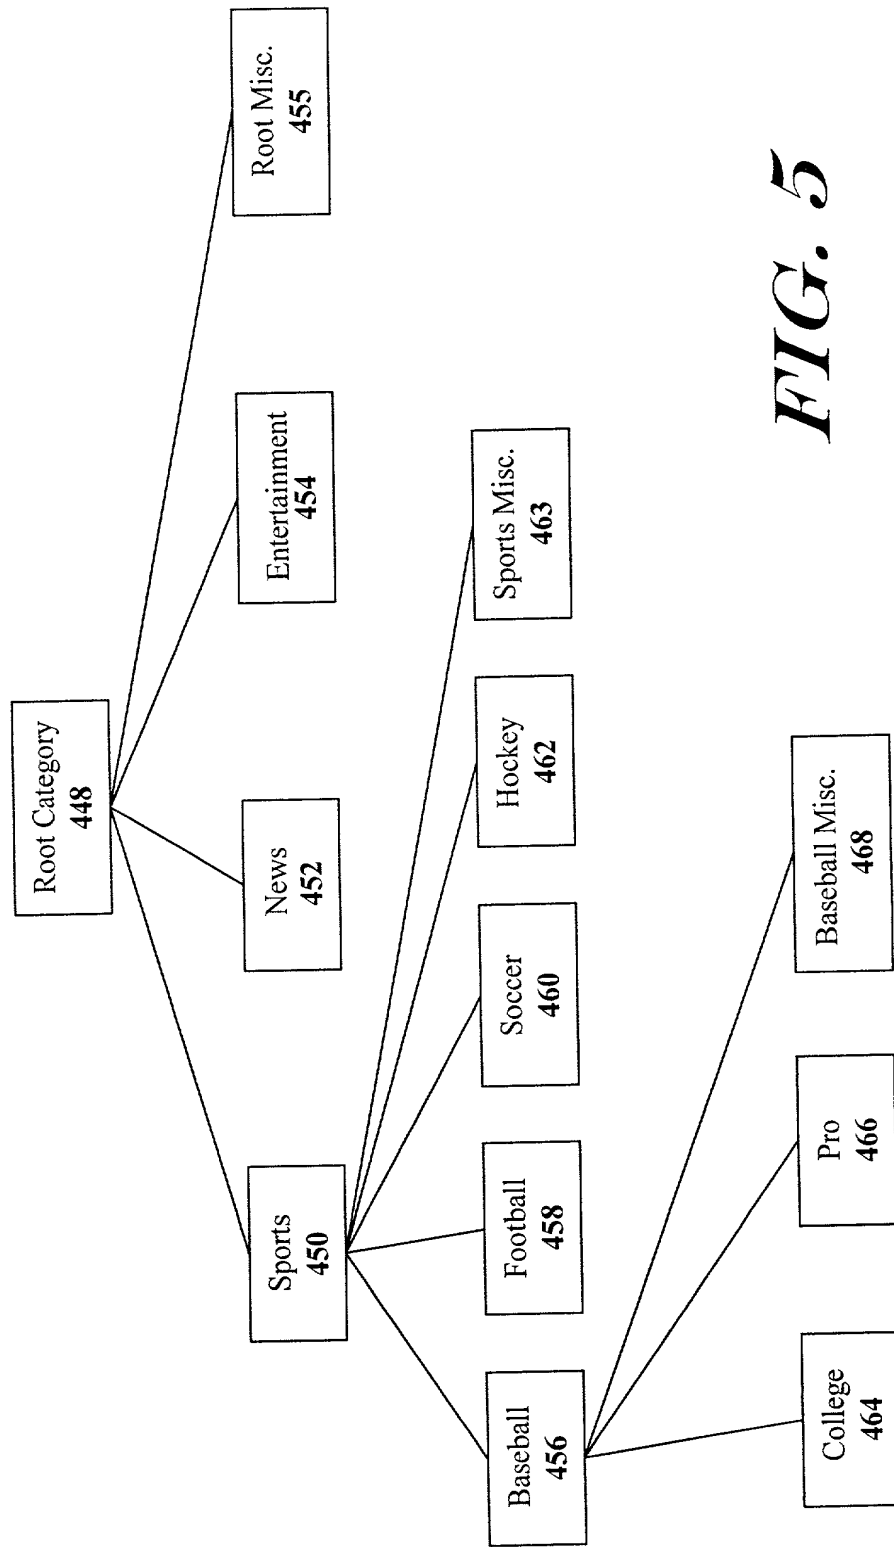 Root Category
448
Sports
450
News
452
Entertainment
454
Root Misc.
455
Baseball
456
Football
458
Soccer
460
Hockey
462
Sports Misc.
463
College
464
Pro
466
Baseball Misc.
468
FIG. 5